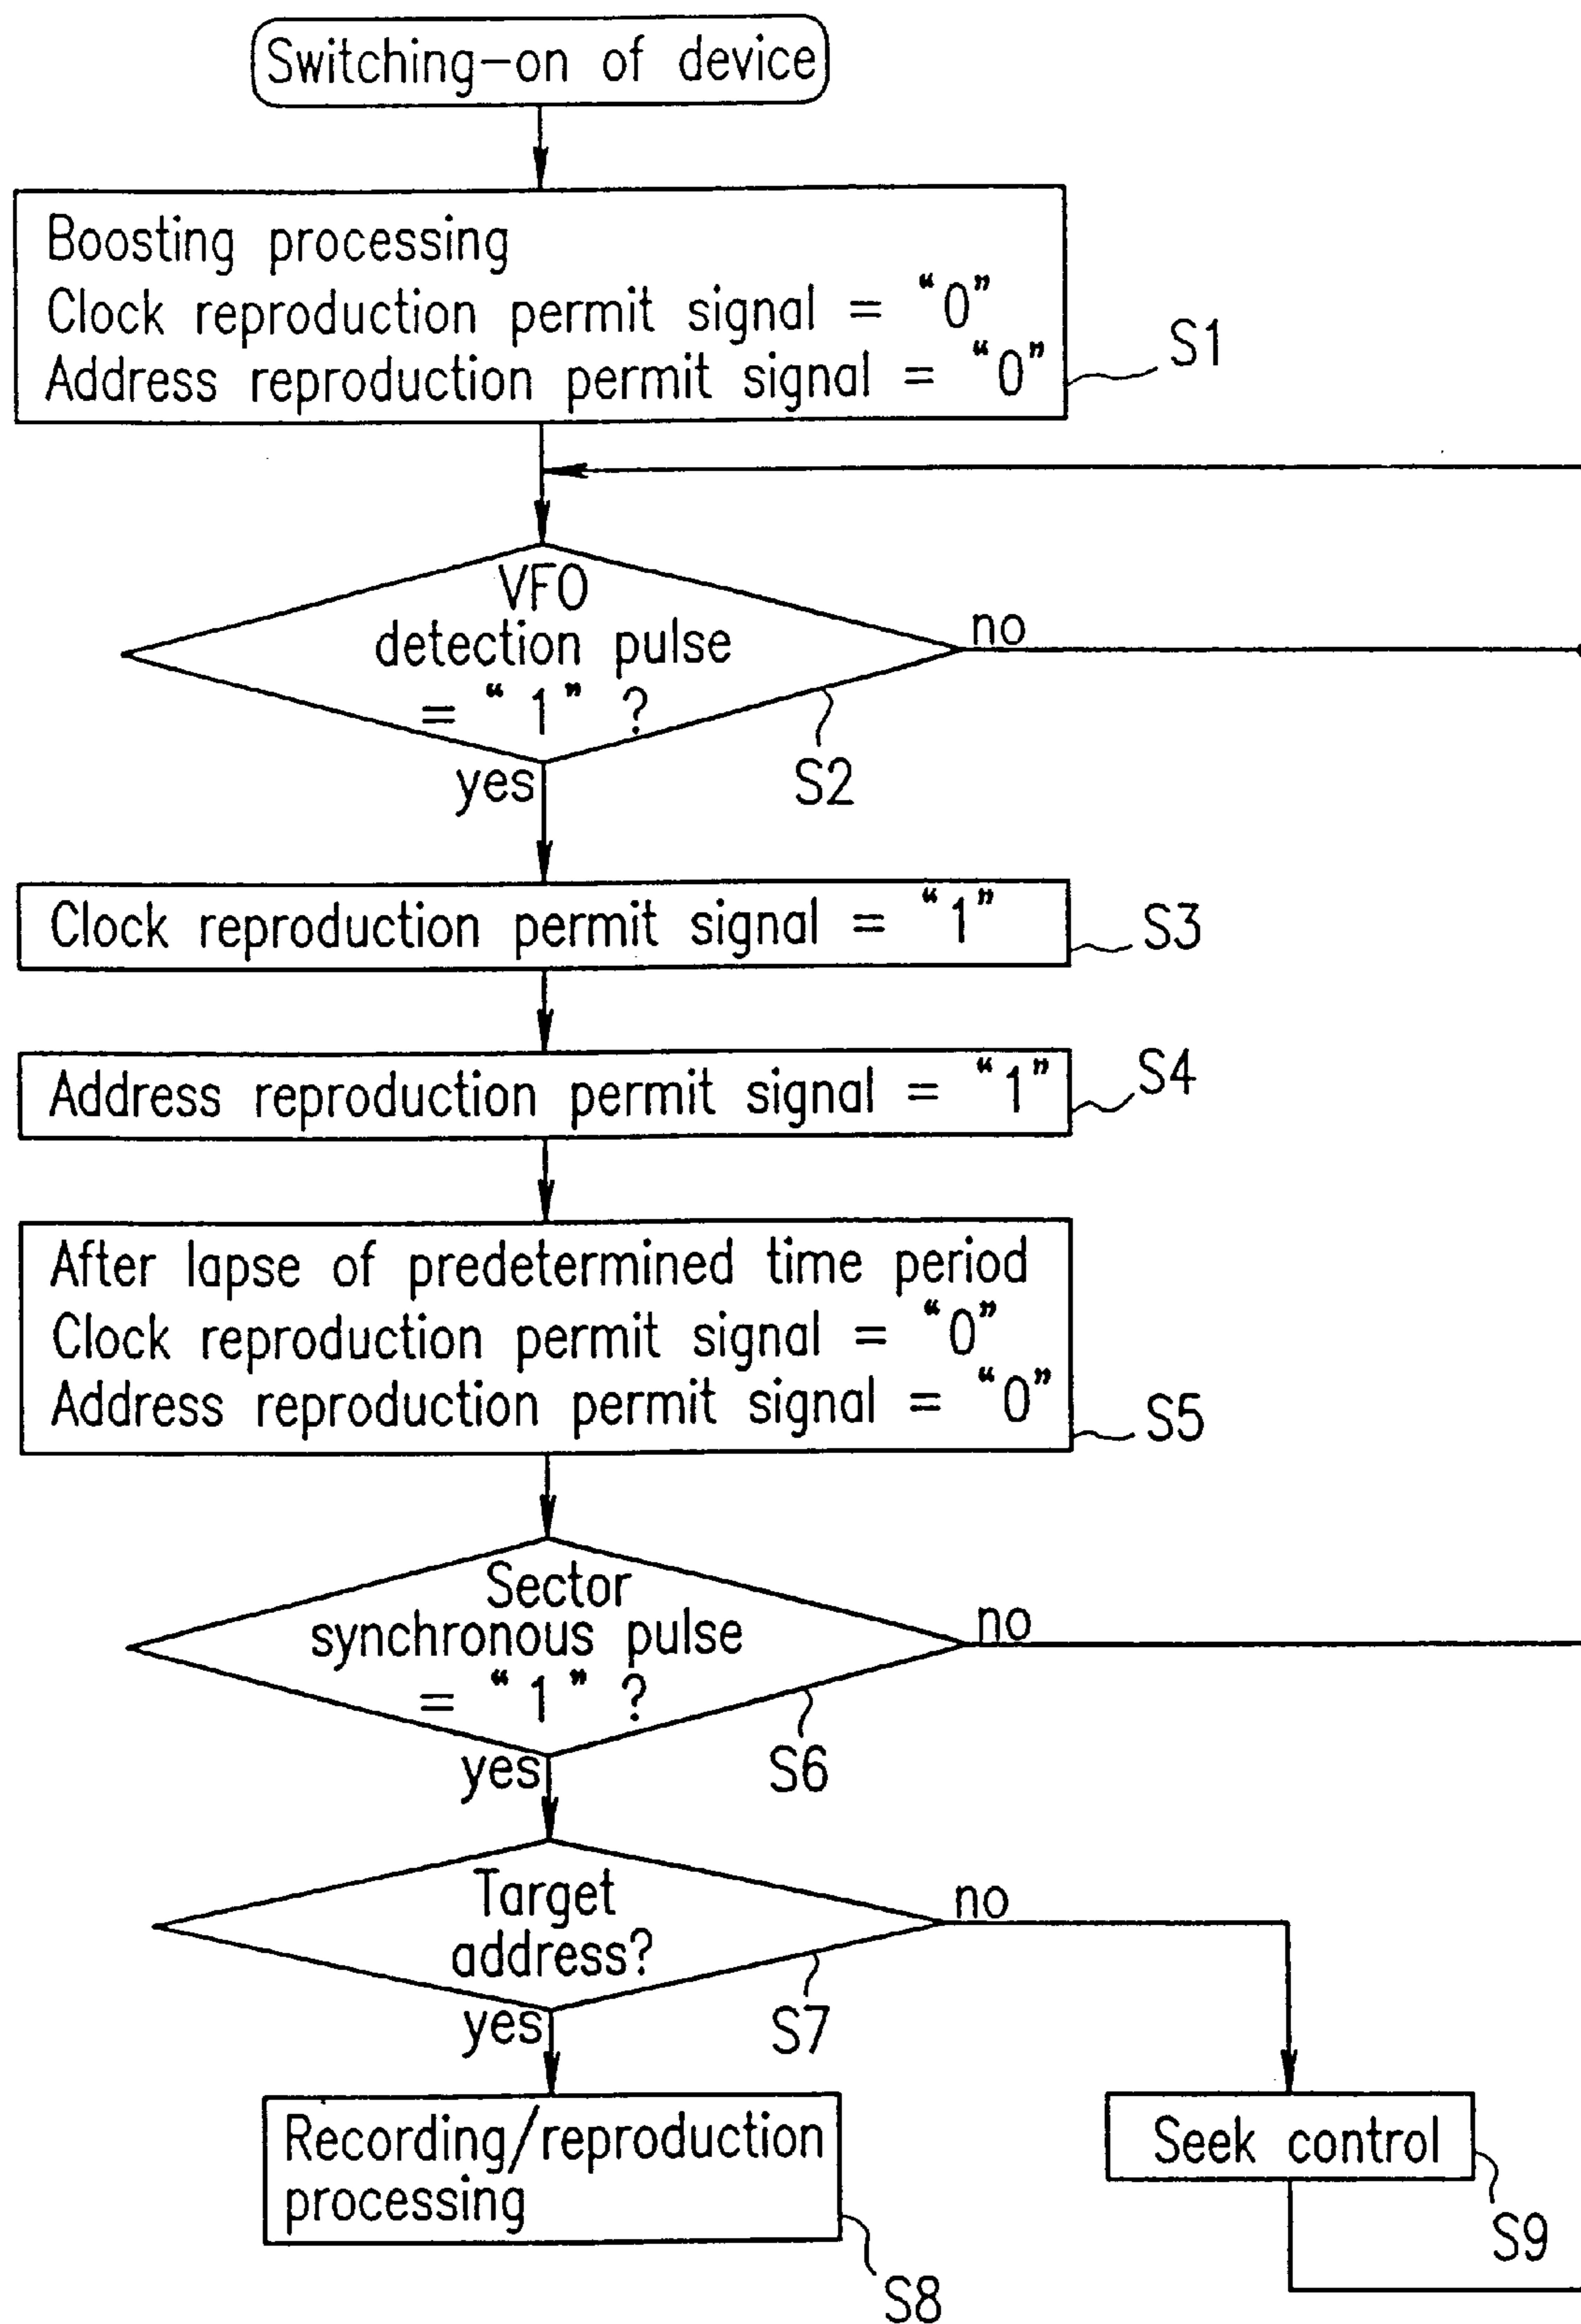 Switching-on of device
Boosting processing
Clock reproduction permit signal = “0”
Address reproduction permit signal = “0”
S1
VFO
detection pulse
= “1” ?
no
S2
yes
Clock reproduction permit signal = “1”
S3
Address reproduction permit signal = “1”
S4
After lapse of predetermined time period
Clock reproduction permit signal = “0”
Address reproduction permit signal = “0”
S5
Sector
synchronous pulse
= “1” ?
no
S6
yes
Target
address?
no
S7
yes
Recording/reproduction
processing
S8
Seek control
S9